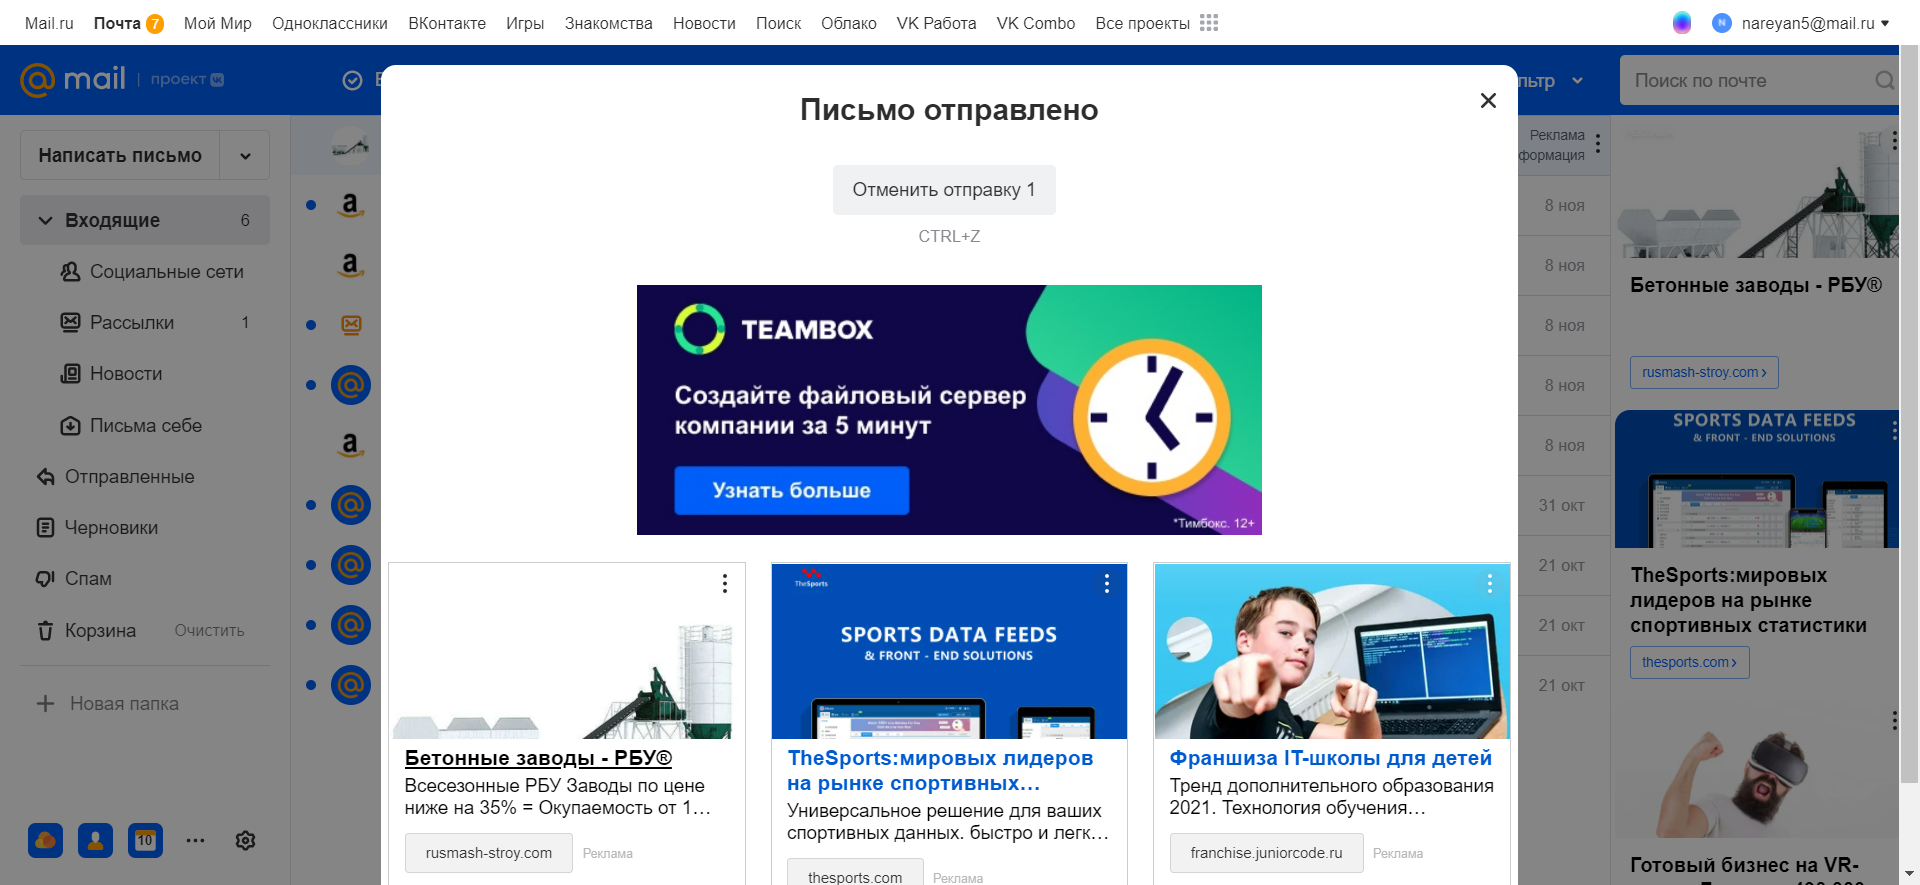 Mail.ru Почта 7 Мой Мир Одноклассники ВКонтакте Игры Знакомства Новости Поиск Облако VK Работа VK Combo Все проекты nareyan5@mail.ru
mail проект
льтр
Поиск по почте
Написать письмо
Входящие 6
Социальные сети
Рассылки 1
Новости
Письма себе
Отправленные
Черновики
Спам
Корзина Очистить
Новая папка
10
Письмо отправлено
Отменить отправку 1
CTRL+Z
TEAMBOX
Создайте файловый сервер
компании за 5 минут
Узнать больше
*Тимбокс. 12+
Бетонные заводы - РБУ®
Всесезонные РБУ Заводы по цене
ниже на 35% = Окупаемость от 1…
rusmash-stroy.com Реклама
TheSports
SPORTS DATA FEEDS
& FRONT - END SOLUTIONS
TheSports:мировых лидеров
на рынке спортивных…
Универсальное решение для ваших
спортивных данных. быстро и легк…
thesports.com Реклама
Франшиза IT-школы для детей
Тренд дополнительного образования
2021. Технология обучения…
franchise.juniorcode.ru Реклама
Реклама
формация
8 ноя
8 ноя
8 ноя
8 ноя
8 ноя
31 окт
21 окт
21 окт
21 окт
Бетонные заводы - РБУ®
rusmash-stroy.com
SPORTS DATA FEEDS
& FRONT - END SOLUTIONS
TheSports:мировых
лидеров на рынке
спортивной статистики
thesports.com
Готовый бизнес на VR-